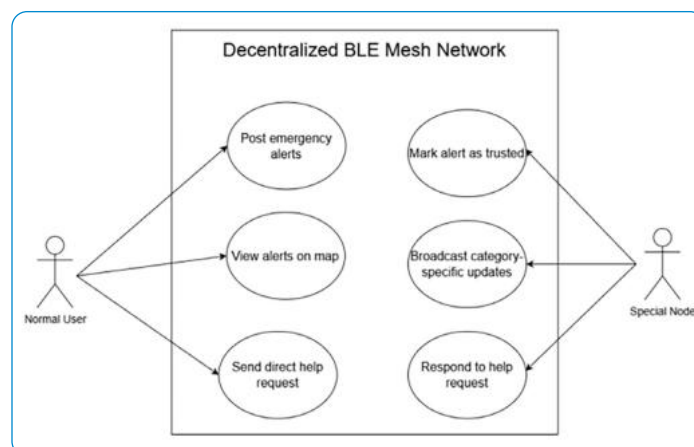 Decentralized BLE Mesh Network
Post emergency
alerts
Mark alert as trusted
View alerts on map
Broadcast category-
specific updates
Normal User
Special Node
Send direct help
request
Respond to help
request